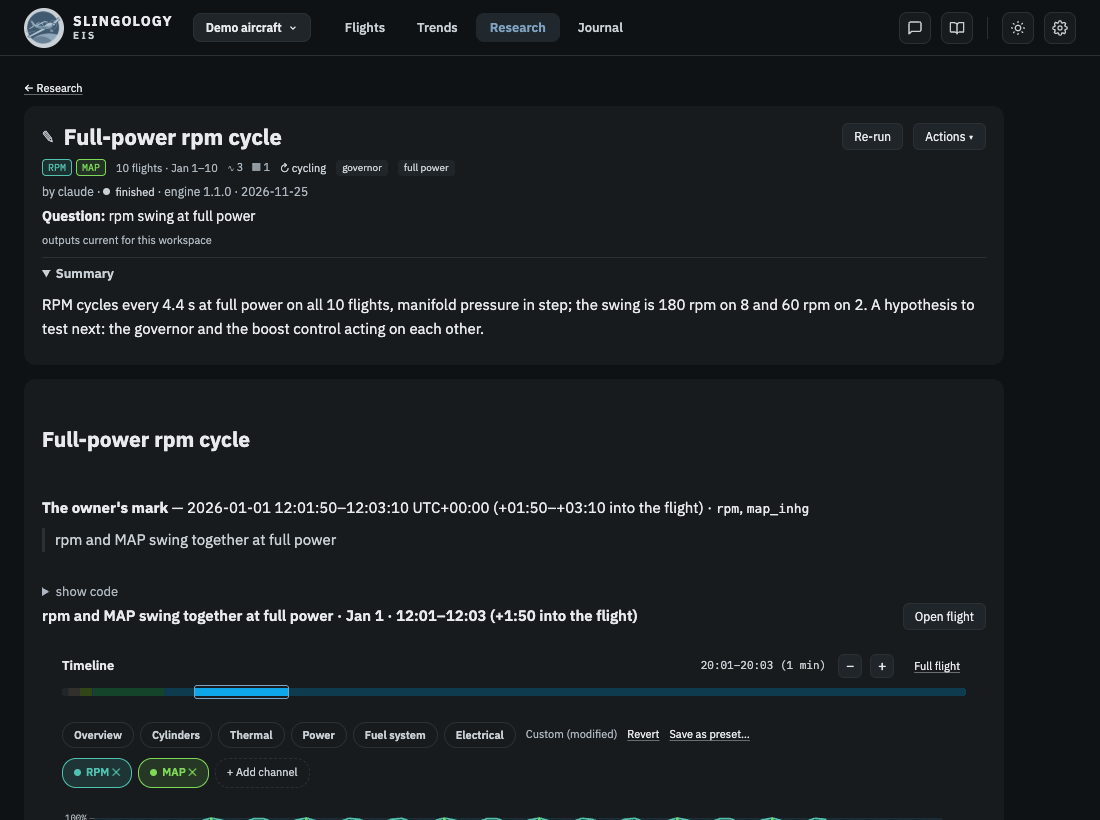 SLINGOLOGY
EIS
Demo aircraft
Flights
Trends
Research
Journal
← Research
Full-power rpm cycle
Re-run
Actions ▾
RPM MAP 10 flights · Jan 1–10 ∿ 3 ▦ 1 ↻ cycling governor full power
by claude · ● finished · engine 1.1.0 · 2026-11-25
Question: rpm swing at full power
outputs current for this workspace
▼ Summary
RPM cycles every 4.4 s at full power on all 10 flights, manifold pressure in step; the swing is 180 rpm on 8 and 60 rpm on 2. A hypothesis to
test next: the governor and the boost control acting on each other.
Full-power rpm cycle
The owner's mark — 2026-01-01 12:01:50–12:03:10 UTC+00:00 (+01:50–+03:10 into the flight) · rpm, map_inhg
rpm and MAP swing together at full power
▶ show code
rpm and MAP swing together at full power · Jan 1 · 12:01–12:03 (+1:50 into the flight)
Open flight
Timeline
20:01–20:03 (1 min) − + Full flight
Overview Cylinders Thermal Power Fuel system Electrical Custom (modified) Revert Save as preset...
● RPM × ● MAP × + Add channel
100%